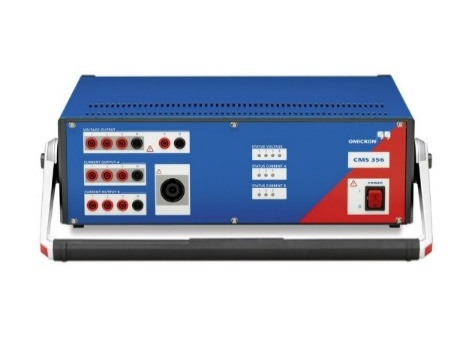 VOLTAGE OUTPUT
STATUS VOLTAGE
OMICRON
CMS 356
CURRENT OUTPUT A
STATUS CURRENT A
CURRENT OUTPUT B
STATUS CURRENT B
POWER